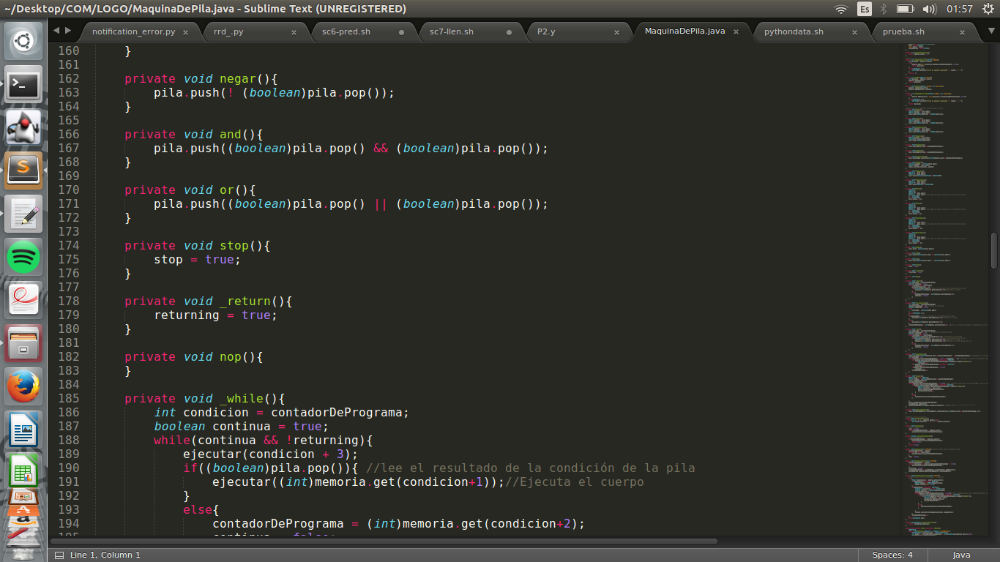 ~/Desktop/COM/LOGO/MaquinaDePila.java - Sublime Text (UNREGISTERED)
Es
01:57
notification_error.py
rrd_.py
sc6-pred.sh
sc7-llen.sh
P2.y
MaquinaDePila.java
pythondata.sh
prueba.sh
160 }
161
162 private void negar(){
163 pila.push(! (boolean)pila.pop());
164 }
165
166 private void and(){
167 pila.push((boolean)pila.pop() && (boolean)pila.pop());
168 }
169
170 private void or(){
171 pila.push((boolean)pila.pop() || (boolean)pila.pop());
172 }
173
174 private void stop(){
175 stop = true;
176 }
177
178 private void _return(){
179 returning = true;
180 }
181
182 private void nop(){
183 }
184
185 private void _while(){
186 int condicion = contadorDePrograma;
187 boolean continua = true;
188 while(continua && !returning){
189 ejecutar(condicion + 3);
190 if((boolean)pila.pop()){ //lee el resultado de la condición de la pila
191 ejecutar((int)memoria.get(condicion+1));//Ejecuta el cuerpo
192 }
193 else{
194 contadorDePrograma = (int)memoria.get(condicion+2);
Line 1, Column 1
Spaces: 4
Java